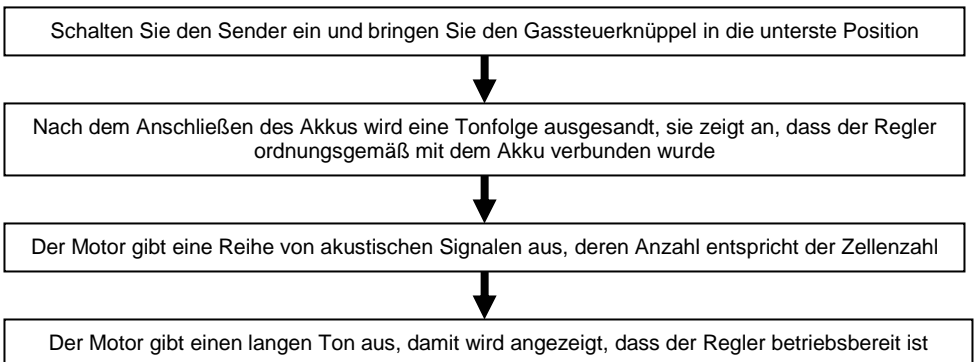 Schalten Sie den Sender ein und bringen Sie den Gassteuerknüppel in die unterste Position
Nach dem Anschließen des Akkus wird eine Tonfolge ausgesandt, sie zeigt an, dass der Regler
ordnungsgemäß mit dem Akku verbunden wurde
Der Motor gibt eine Reihe von akustischen Signalen aus, deren Anzahl entspricht der Zellenzahl
Der Motor gibt einen langen Ton aus, damit wird angezeigt, dass der Regler betriebsbereit ist